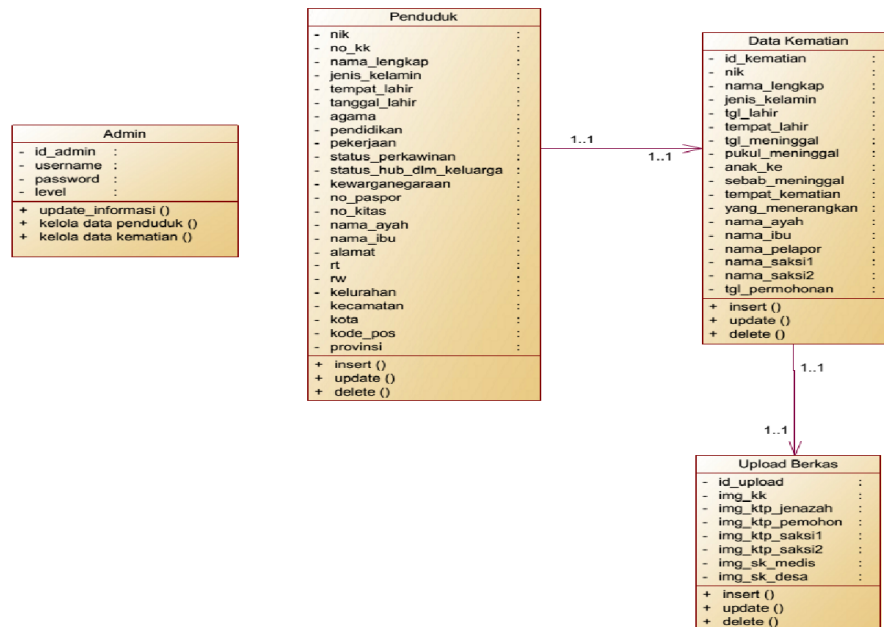 Admin
- id_admin :
- username :
- password :
- level :
+ update_informasi ()
+ kelola data penduduk ()
+ kelola data kematian ()
Penduduk
- nik :
- no_kk :
- nama_lengkap :
- jenis_kelamin :
- tempat_lahir :
- tanggal_lahir :
- agama :
- pendidikan :
- pekerjaan :
- status_perkawinan :
- status_hub_dlm_keluarga :
- kewarganegaraan :
- no_paspor :
- no_kitas :
- nama_ayah :
- nama_ibu :
- alamat :
- rt :
- rw :
- kelurahan :
- kecamatan :
- kota :
- kode_pos :
- provinsi :
+ insert ()
+ update ()
+ delete ()
1..1
1..1
Data Kematian
- id_kematian :
- nik :
- nama_lengkap :
- jenis_kelamin :
- tgl_lahir :
- tempat_lahir :
- tgl_meninggal :
- pukul_meninggal :
- anak_ke :
- sebab_meninggal :
- tempat_kematian :
- yang_menerangkan :
- nama_ayah :
- nama_ibu :
- nama_pelapor :
- nama_saksi1 :
- nama_saksi2 :
- tgl_permohonan :
+ insert ()
+ update ()
+ delete ()
1..1
1..1
Upload Berkas
- id_upload :
- img_kk :
- img_ktp_jenazah :
- img_ktp_pemohon :
- img_ktp_saksi1 :
- img_ktp_saksi2 :
- img_sk_medis :
- img_sk_desa :
+ insert ()
+ update ()
+ delete ()